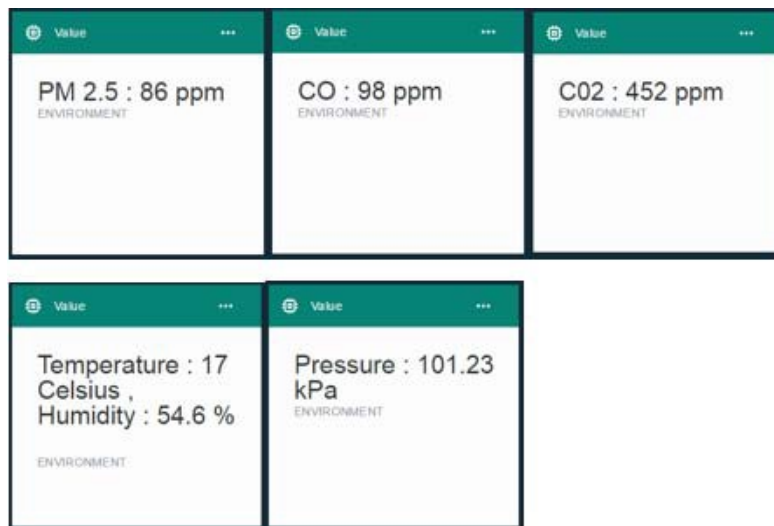 Value
PM 2.5 : 86 ppm
ENVIRONMENT
Value
CO : 98 ppm
ENVIRONMENT
Value
C02 : 452 ppm
ENVIRONMENT
Value
Temperature : 17
Celsius ,
Humidity : 54.6 %
ENVIRONMENT
Value
Pressure : 101.23
kPa
ENVIRONMENT